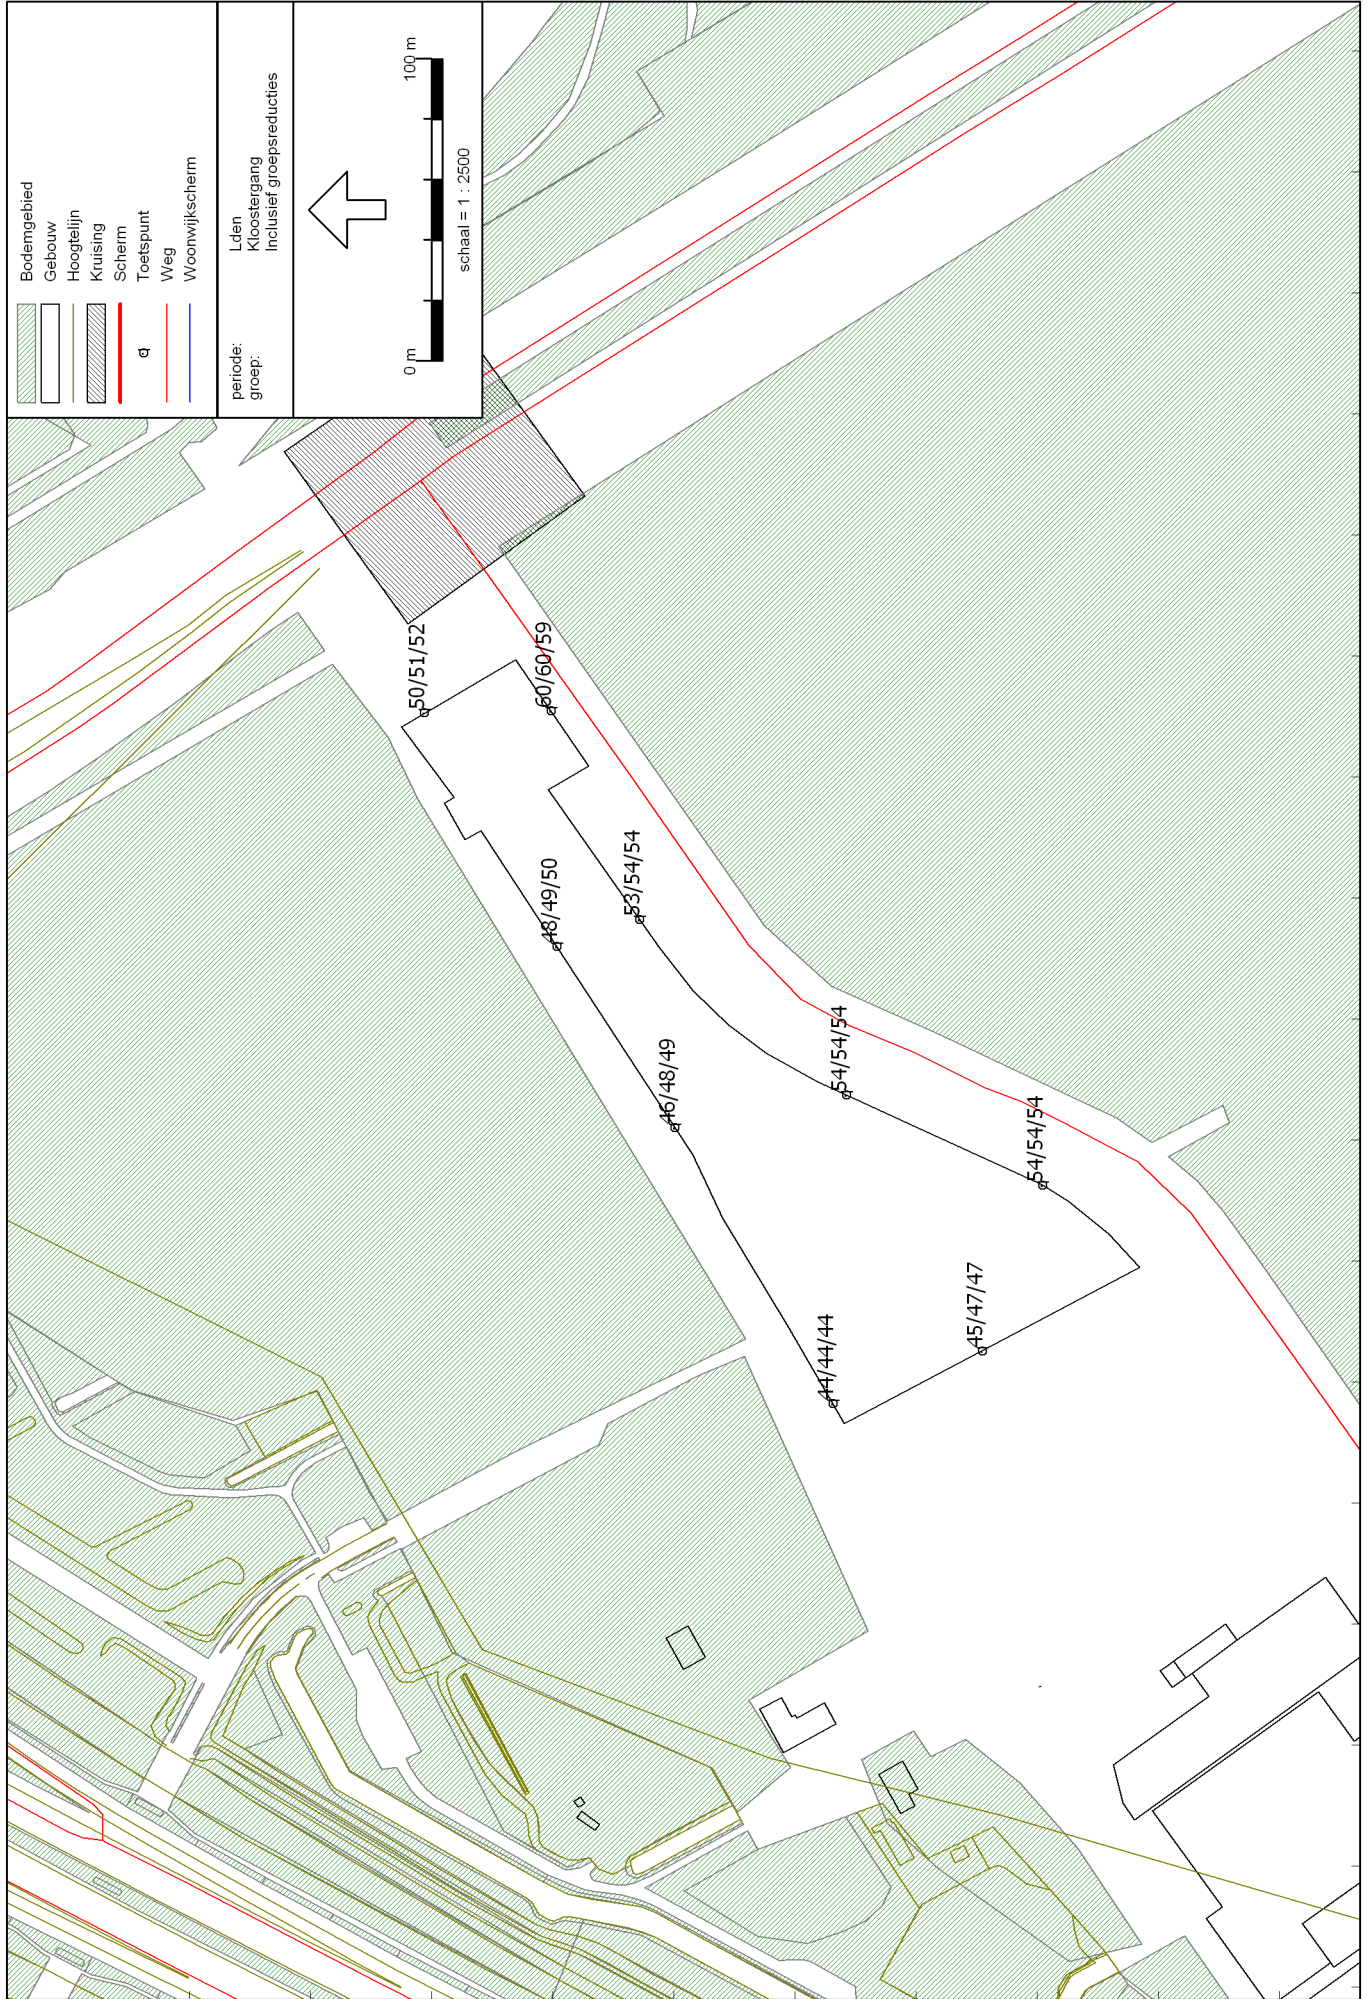 Bodemgebied
Gebouw
Hoogtelijn
Kruising
Scherm
Toetspunt
Weg
Woonwijkscherm
periode: Lden
groep: Kloostergang
Inclusief groepsreducties
0 m 100 m
schaal = 1 : 2500
50/51/52
60/60/59
48/49/50
53/54/54
46/48/49
54/54/54
54/54/54
44/44/44
45/47/47